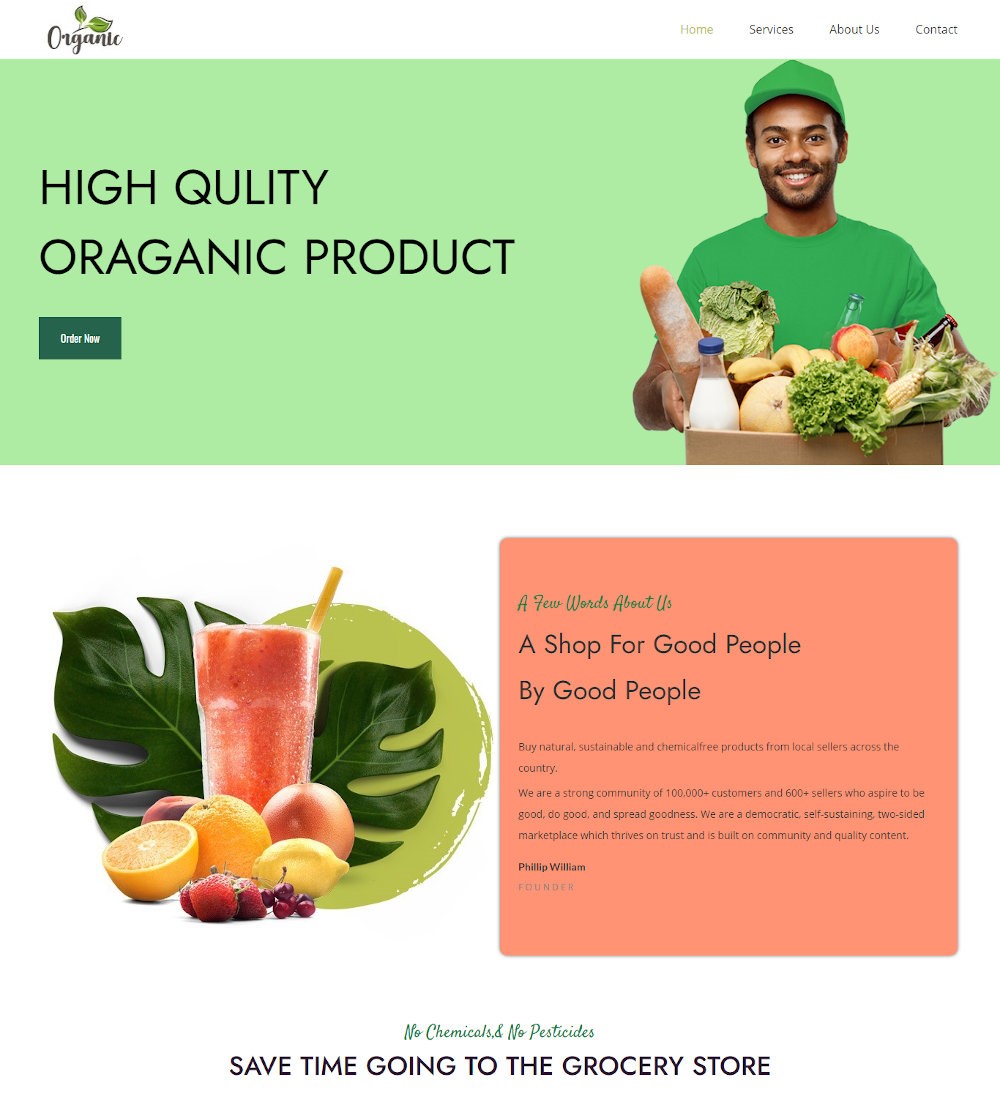 Organic
Home Services About Us Contact
HIGH QULITY
ORAGANIC PRODUCT
Order Now
A Few Words About Us
A Shop For Good People
By Good People
Buy natural, sustainable and chemicalfree products from local sellers across the
country.
We are a strong community of 100,000+ customers and 600+ sellers who aspire to be
good, do good, and spread goodness. We are a democratic, self-sustaining, two-sided
marketplace which thrives on trust and is built on community and quality content.
Phillip William
FOUNDER
No Chemicals,& No Pesticides
SAVE TIME GOING TO THE GROCERY STORE